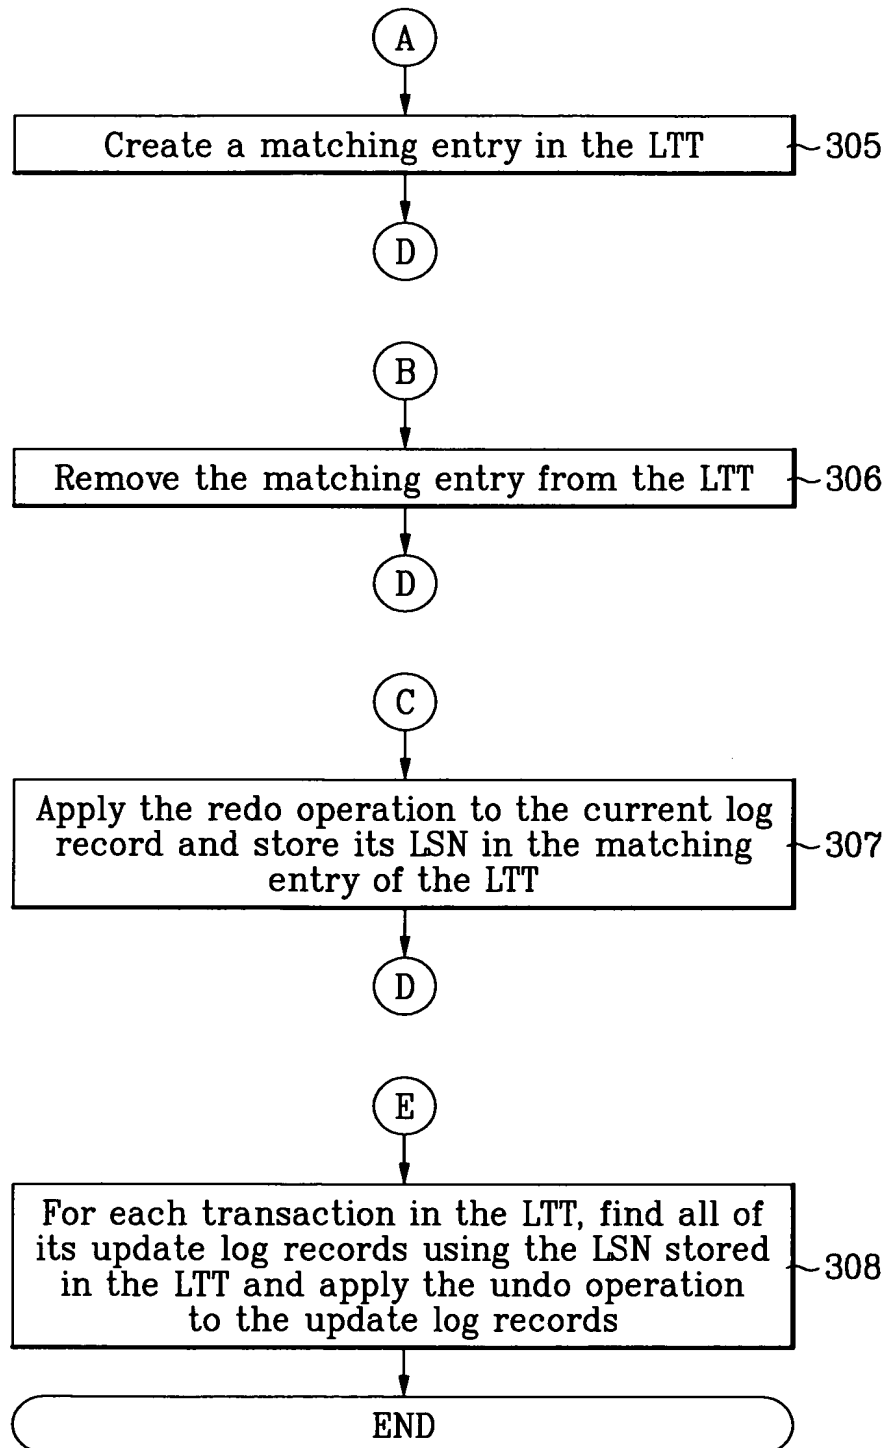 A
Create a matching entry in the LTT 305
D
B
Remove the matching entry from the LTT 306
D
C
Apply the redo operation to the current log
record and store its LSN in the matching 307
entry of the LTT
D
E
For each transaction in the LTT, find all of
its update log records using the LSN stored
in the LTT and apply the undo operation 308
to the update log records
END